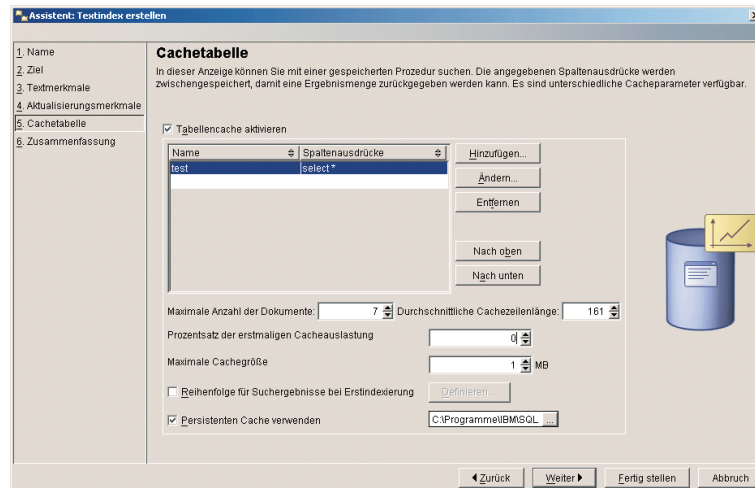 Assistent: Textindex erstellen
1. Name
2. Ziel
3. Textmerkmale
4. Aktualisierungsmerkmale
5. Cachetabelle
6. Zusammenfassung
Cachetabelle
In dieser Anzeige können Sie mit einer gespeicherten Prozedur suchen. Die angegebenen Spaltenausdrücke werden
zwischengespeichert, damit eine Ergebnismenge zurückgegeben werden kann. Es sind unterschiedliche Cacheparameter verfügbar.
Tabellencache aktivieren
Name Spaltenausdrücke
test select *
Hinzufügen...
Ändern...
Entfernen
Nach oben
Nach unten
Maximale Anzahl der Dokumente: 7 Durchschnittliche Cachezeilenlänge: 161
Prozentsatz der erstmaligen Cacheauslastung 0
Maximale Cachegröße 1 MB
Reihenfolge für Suchergebnisse bei Erstindexierung Definieren...
Persistenten Cache verwenden C:\Programme\IBM\SQL ...
Zurück Weiter Fertig stellen Abbruch